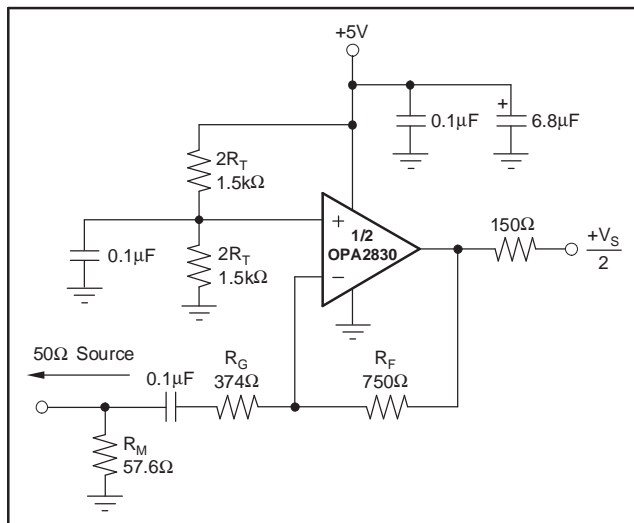 +5V
0.1μF
+
6.8μF
2R_T
1.5kΩ
0.1μF
2R_T
1.5kΩ
+
1/2
OPA2830
−
150Ω
+V_S
2
50Ω Source
0.1μF
R_G
374Ω
R_F
750Ω
R_M
57.6Ω